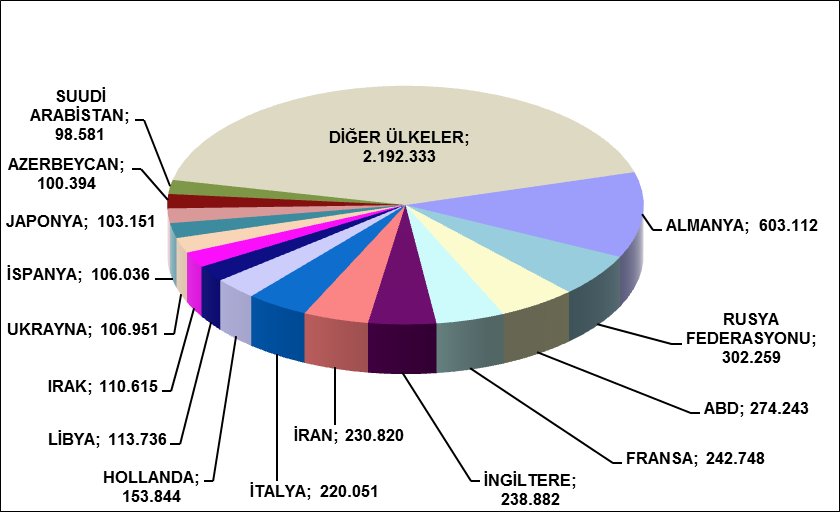 SUUDİ
ARABİSTAN;
98.581
DİĞER ÜLKELER;
2.192.333
AZERBEYCAN;
100.394
JAPONYA; 103.151
ALMANYA; 603.112
İSPANYA; 106.036
UKRAYNA; 106.951
RUSYA
FEDERASYONU;
302.259
IRAK; 110.615
ABD; 274.243
LİBYA; 113.736
İRAN; 230.820
FRANSA; 242.748
HOLLANDA;
153.844
İTALYA; 220.051
İNGİLTERE;
238.882